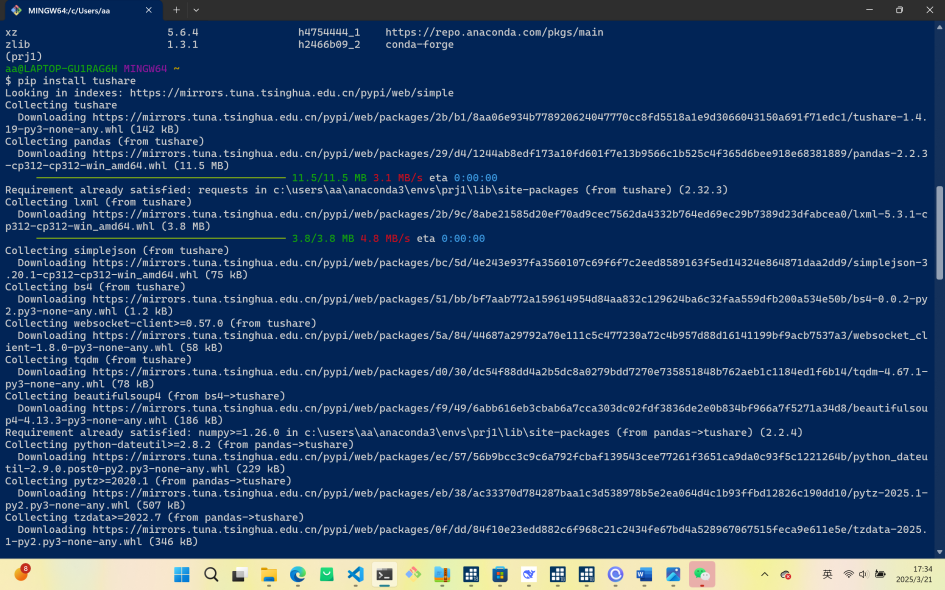 MINGW64:/c/Users/aa
xz 5.6.4 h4754444_1 https://repo.anaconda.com/pkgs/main
zlib 1.3.1 h2466b09_2 conda-forge
(prj1)
aa@LAPTOP-GU1RAG6H MINGW64 ~
$ pip install tushare
Looking in indexes: https://mirrors.tuna.tsinghua.edu.cn/pypi/web/simple
Collecting tushare
Downloading https://mirrors.tuna.tsinghua.edu.cn/pypi/web/packages/2b/b1/8aa06e934b778920624047770cc8fd5518a1e9d3066043150a691f71edc1/tushare-1.4.
19-py3-none-any.whl (142 kB)
Collecting pandas (from tushare)
Downloading https://mirrors.tuna.tsinghua.edu.cn/pypi/web/packages/29/d4/1244ab8edf173a10fd601f7e13b9566c1b525c4f365d6bee918e68381889/pandas-2.2.3
-cp312-cp312-win_amd64.whl (11.5 MB)
11.5/11.5 MB 3.1 MB/s eta 0:00:00
Requirement already satisfied: requests in c:\users\aa\anaconda3\envs\prj1\lib\site-packages (from tushare) (2.32.3)
Collecting lxml (from tushare)
Downloading https://mirrors.tuna.tsinghua.edu.cn/pypi/web/packages/2b/9c/8abe21585d20ef70ad9cec7562da4332b764ed69ec29b7389d23dfabcea0/lxml-5.3.1-c
p312-cp312-win_amd64.whl (3.8 MB)
3.8/3.8 MB 4.8 MB/s eta 0:00:00
Collecting simplejson (from tushare)
Downloading https://mirrors.tuna.tsinghua.edu.cn/pypi/web/packages/bc/5d/4e243e937fa3560107c69f6f7c2eed8589163f5ed14324e864871daa2dd9/simplejson-3
.20.1-cp312-cp312-win_amd64.whl (75 kB)
Collecting bs4 (from tushare)
Downloading https://mirrors.tuna.tsinghua.edu.cn/pypi/web/packages/51/bb/bf7aab772a159614954d84aa832c129624ba6c32faa559dfb200a534e50b/bs4-0.0.2-py
2.py3-none-any.whl (1.2 kB)
Collecting websocket-client>=0.57.0 (from tushare)
Downloading https://mirrors.tuna.tsinghua.edu.cn/pypi/web/packages/5a/84/44687a29792a70e111c5c477230a72c4b957d88d16141199bf9acb7537a3/websocket_cl
ient-1.8.0-py3-none-any.whl (58 kB)
Collecting tqdm (from tushare)
Downloading https://mirrors.tuna.tsinghua.edu.cn/pypi/web/packages/d0/30/dc54f88dd4a2b5dc8a0279bdd7270e735851848b762aeb1c1184ed1f6b14/tqdm-4.67.1-
py3-none-any.whl (78 kB)
Collecting beautifulsoup4 (from bs4->tushare)
Downloading https://mirrors.tuna.tsinghua.edu.cn/pypi/web/packages/f9/49/6abb616eb3cbab6a7cca303dc02fdf3836de2e0b834bf966a7f5271a34d8/beautifulsou
p4-4.13.3-py3-none-any.whl (186 kB)
Requirement already satisfied: numpy>=1.26.0 in c:\users\aa\anaconda3\envs\prj1\lib\site-packages (from pandas->tushare) (2.2.4)
Collecting python-dateutil>=2.8.2 (from pandas->tushare)
Downloading https://mirrors.tuna.tsinghua.edu.cn/pypi/web/packages/ec/57/56b9bcc3c9c6a792fcbaf139543cee77261f3651ca9da0c93f5c1221264b/python_dateu
til-2.9.0.post0-py2.py3-none-any.whl (229 kB)
Collecting pytz>=2020.1 (from pandas->tushare)
Downloading https://mirrors.tuna.tsinghua.edu.cn/pypi/web/packages/eb/38/ac33370d784287baa1c3d538978b5e2ea064d4c1b93ffbd12826c190dd10/pytz-2025.1-
py2.py3-none-any.whl (507 kB)
Collecting tzdata>=2022.7 (from pandas->tushare)
Downloading https://mirrors.tuna.tsinghua.edu.cn/pypi/web/packages/0f/dd/84f10e23edd882c6f968c21c2434fe67bd4a528967067515feca9e611e5e/tzdata-2025.
1-py2.py3-none-any.whl (346 kB)
8
英
17:34
2025/3/21